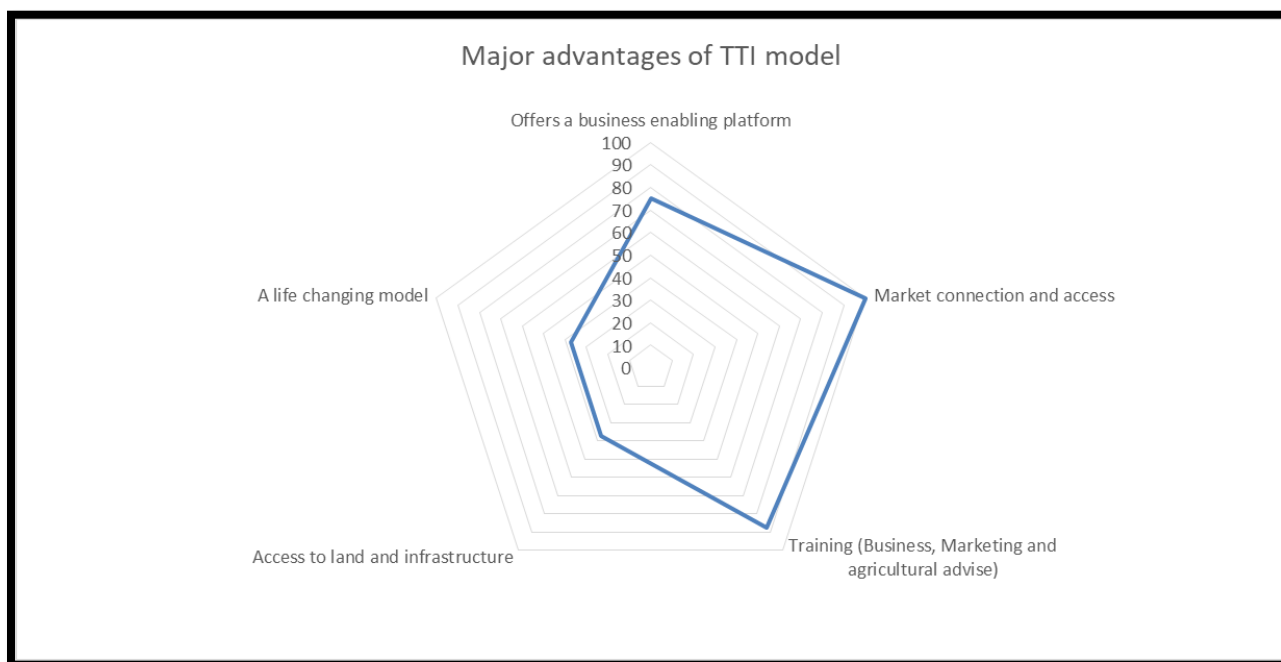 Major advantages of TTI model
Offers a business enabling platform
100
90
80
70
60
50
40
30
20
10
0
A life changing model
Market connection and access
Access to land and infrastructure
Training (Business, Marketing and
agricultural advise)